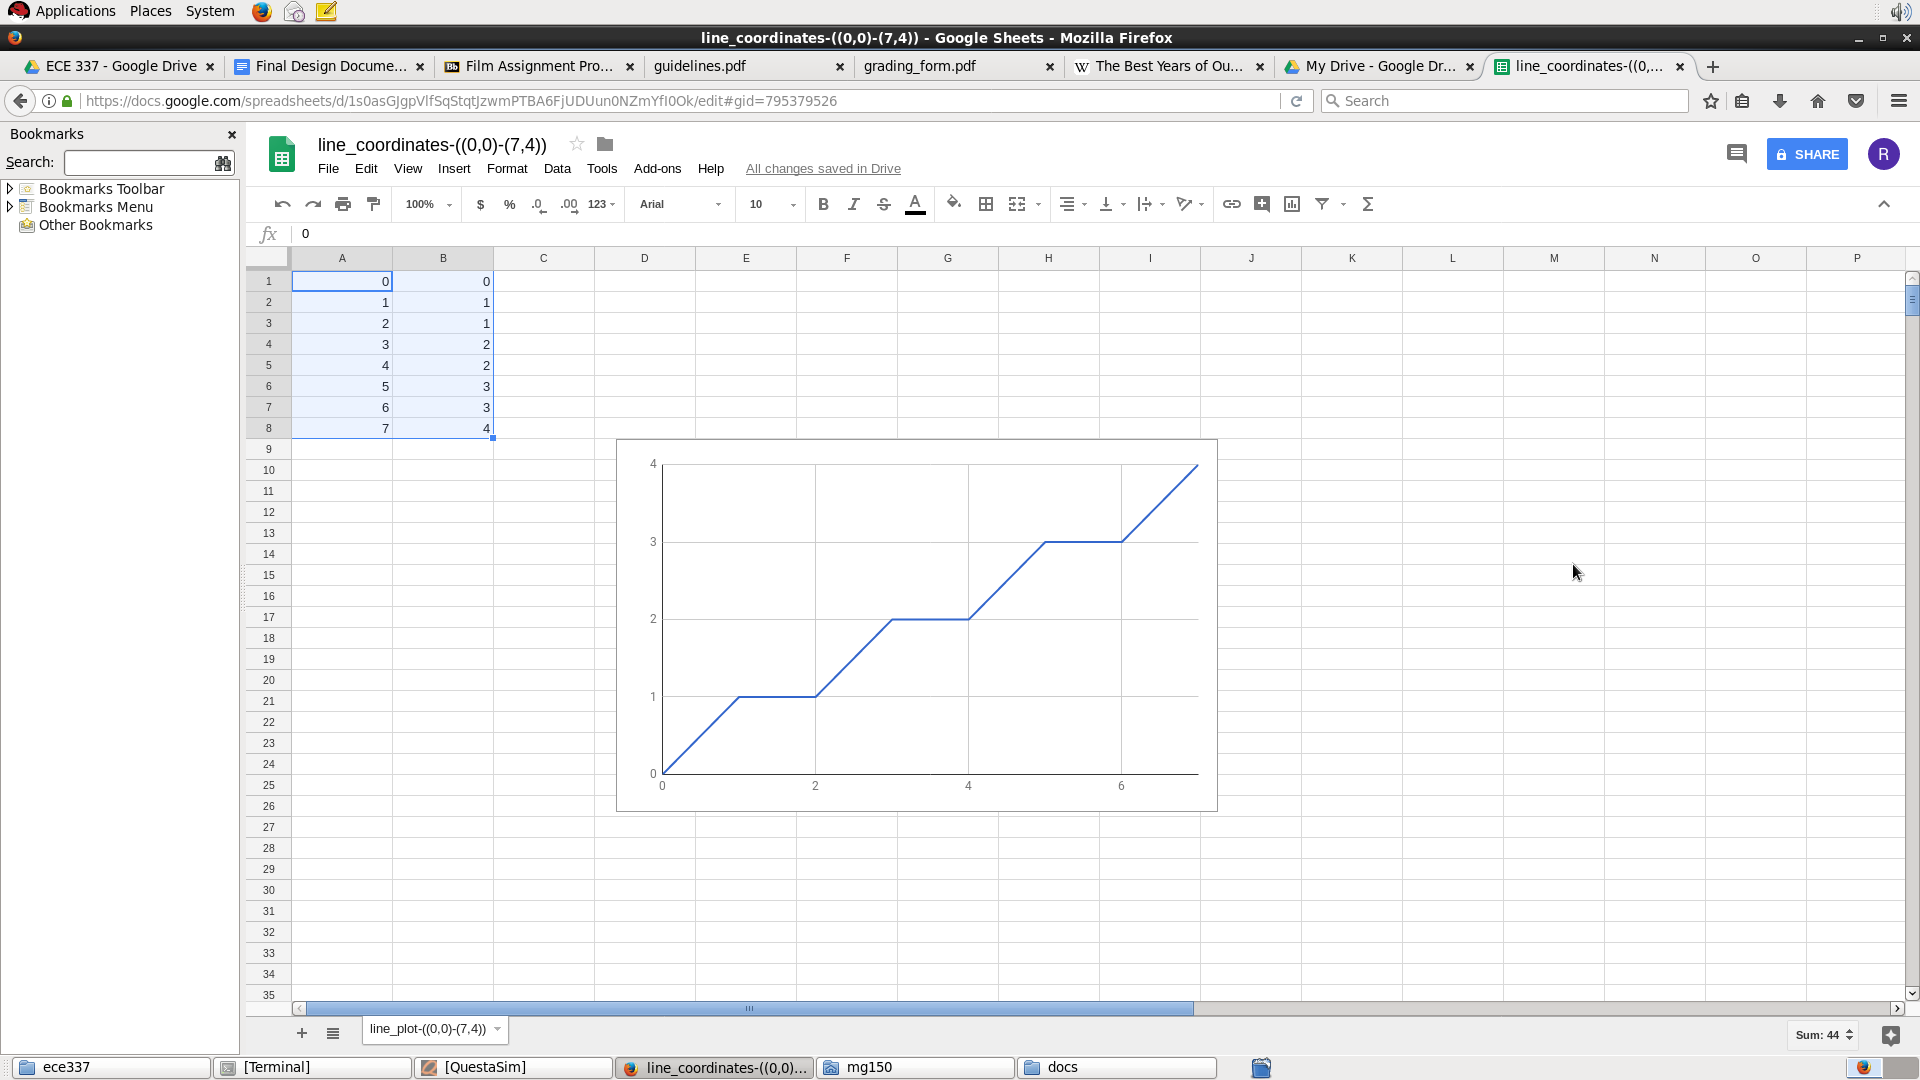 Applications Places System
line_coordinates-((0,0)-(7,4)) - Google Sheets - Mozilla Firefox
ECE 337 - Google Drive
Final Design Docume...
Film Assignment Pro...
guidelines.pdf
grading_form.pdf
The Best Years of Ou...
My Drive - Google Dr...
line_coordinates-((0,...
https://docs.google.com/spreadsheets/d/1s0asGJgpVlfSqStqtJzwmPTBA6FjUDUun0NZmYfI0Ok/edit#gid=795379526
Search
Bookmarks
Search:
Bookmarks Toolbar
Bookmarks Menu
Other Bookmarks
line_coordinates-((0,0)-(7,4))
File Edit View Insert Format Data Tools Add-ons Help All changes saved in Drive
SHARE
R
100% $ % .0 .00 123 Arial 10 B I S A
fx 0
A B C D E F G H I J K L M N O P
1 0 0
2 1 1
3 2 1
4 3 2
5 4 2
6 5 3
7 6 3
8 7 4
9
10
11
12
13
14
15
16
17
18
19
20
21
22
23
24
25
26
27
28
29
30
31
32
33
34
35
4
3
2
1
0
0 2 4 6
line_plot-((0,0)-(7,4))
Sum: 44
ece337
[Terminal]
[QuestaSim]
line_coordinates-((0,0)...
mg150
docs